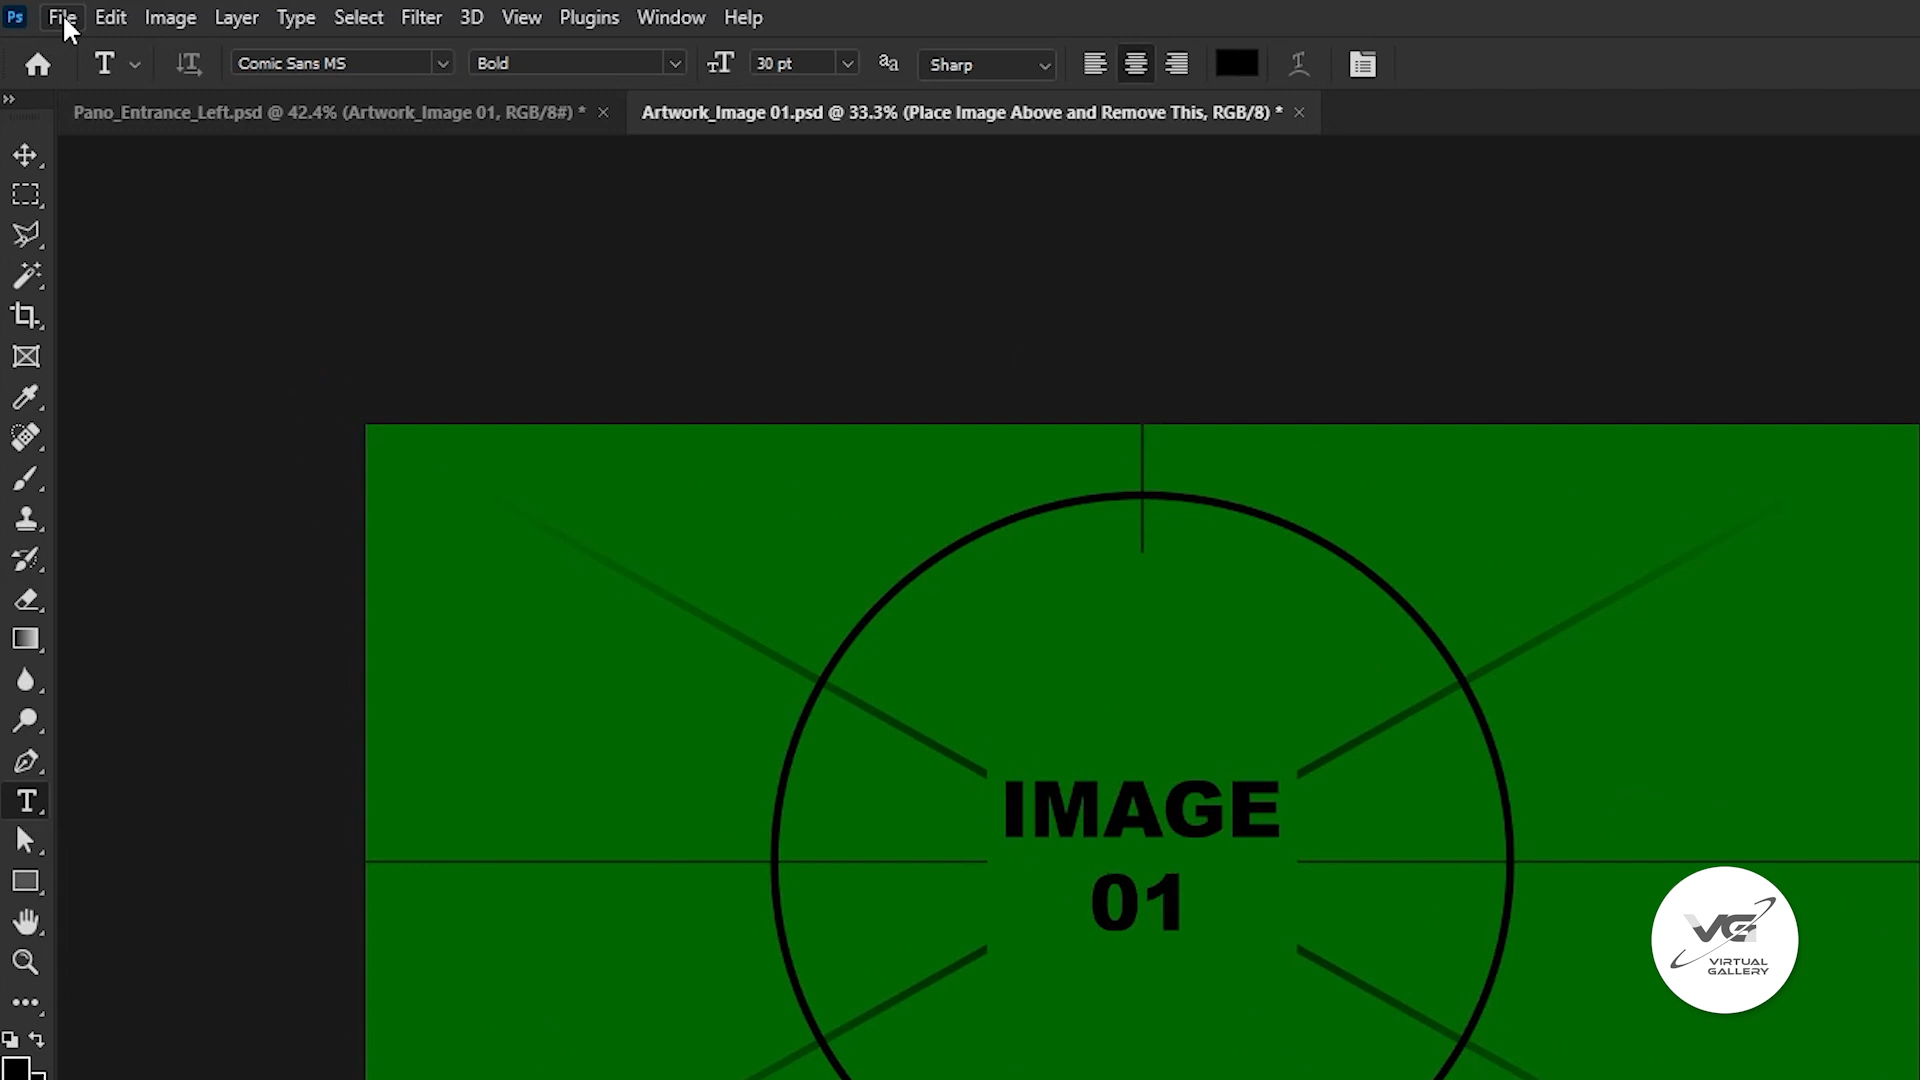 Ps File Edit Image Layer Type Select Filter 3D View Plugins Window Help
T Comic Sans MS Bold 30 pt aa Sharp
Pano_Entrance_Left.psd @ 42.4% (Artwork_Image 01, RGB/8#) * Artwork_Image 01.psd @ 33.3% (Place Image Above and Remove This, RGB/8) *
IMAGE
01
VG
VIRTUAL
GALLERY